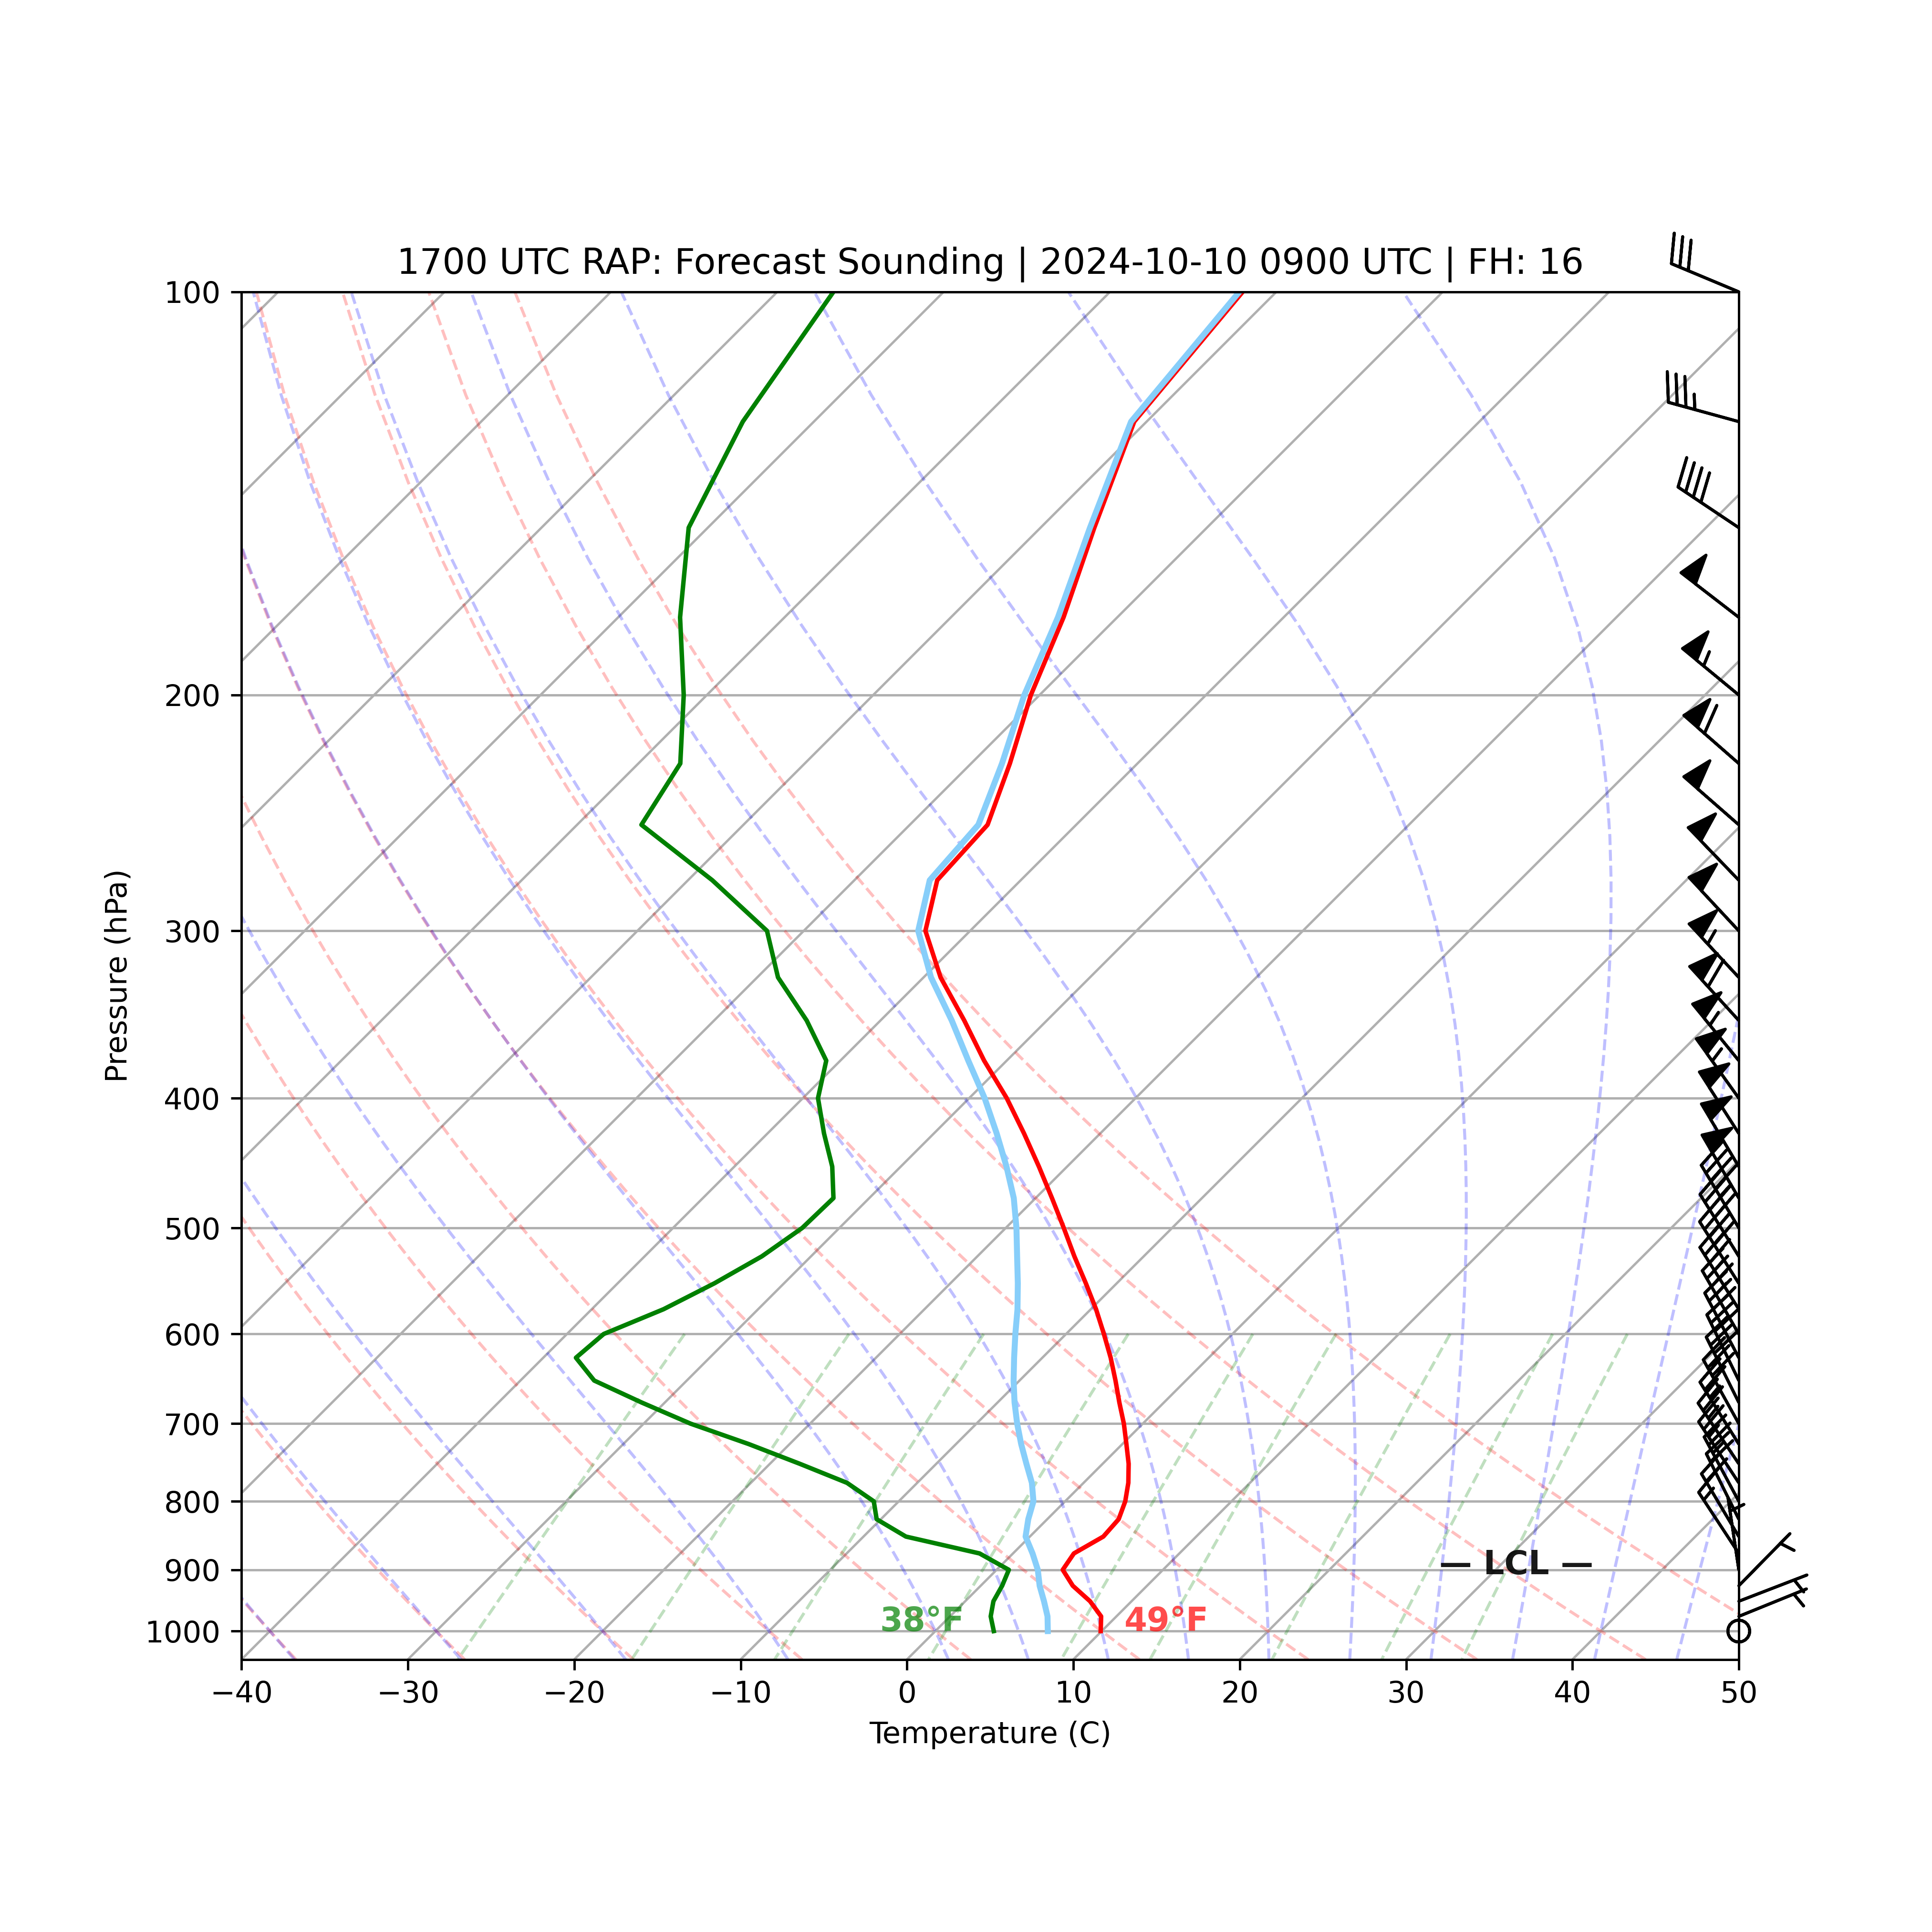 1700 UTC RAP: Forecast Sounding | 2024-10-10 0900 UTC | FH: 16
100
200
300
400
500
600
700
800
900
1000
Pressure (hPa)
— LCL —
38°F
49°F
−40 −30 −20 −10 0 10 20 30 40 50
Temperature (C)